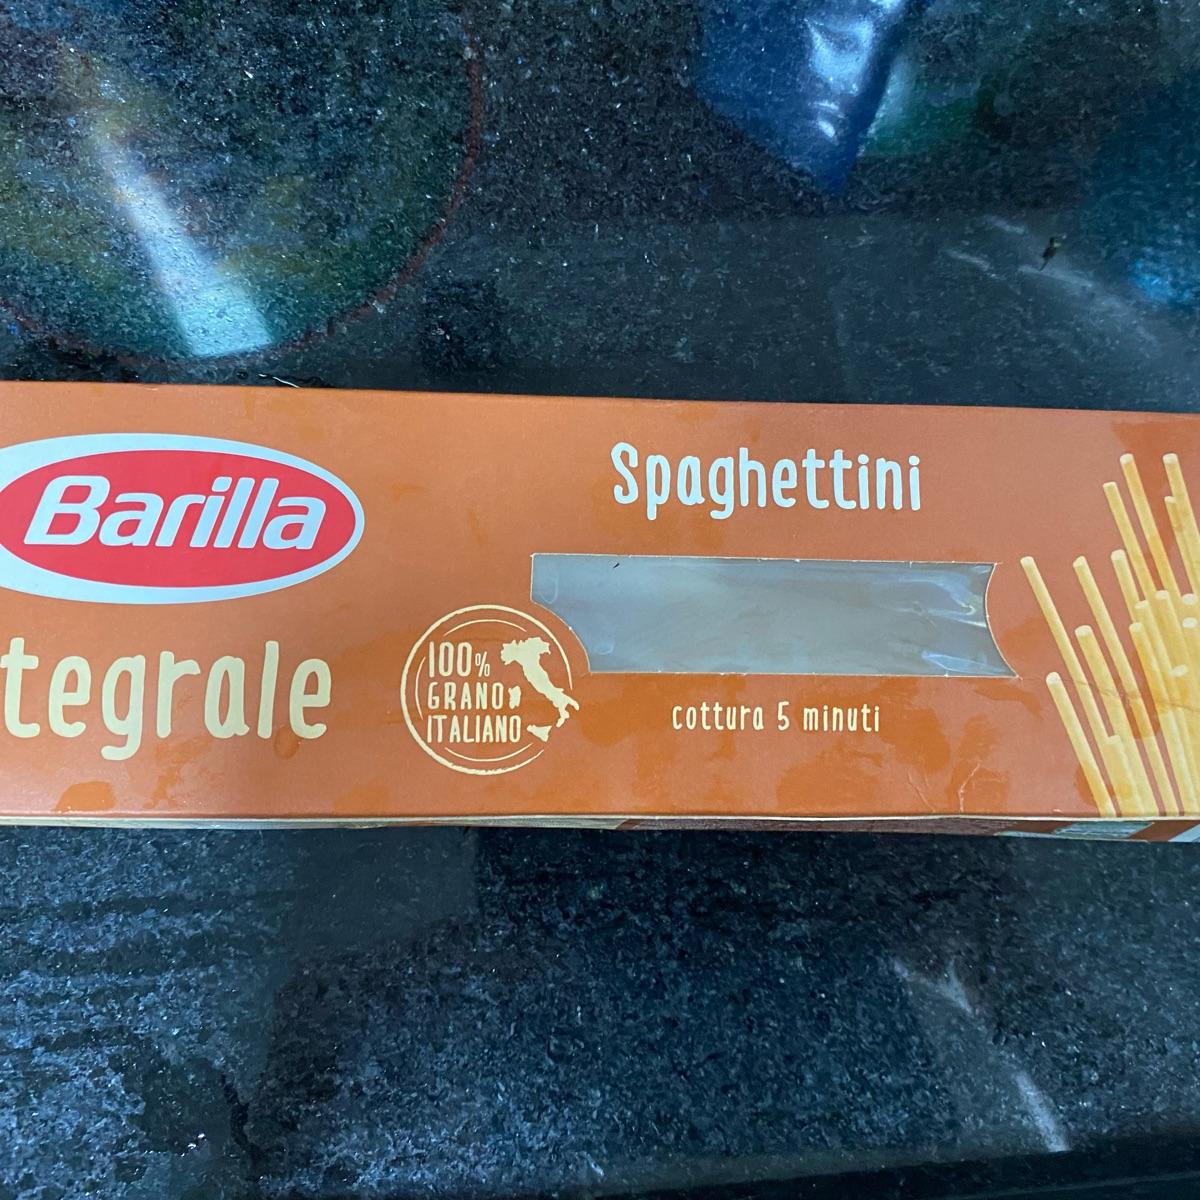 Barilla
tegrale
100%
GRANO
ITALIANO
Spaghettini
cottura 5 minuti